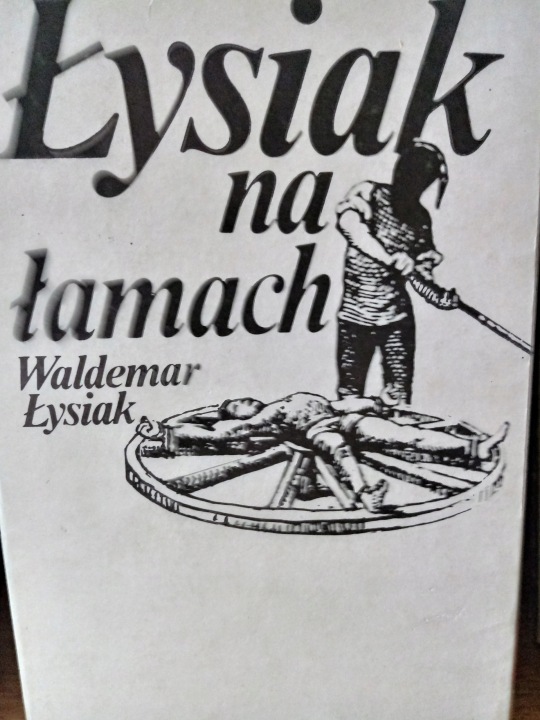 Łysiak
na
łamach
Waldemar
Łysiak